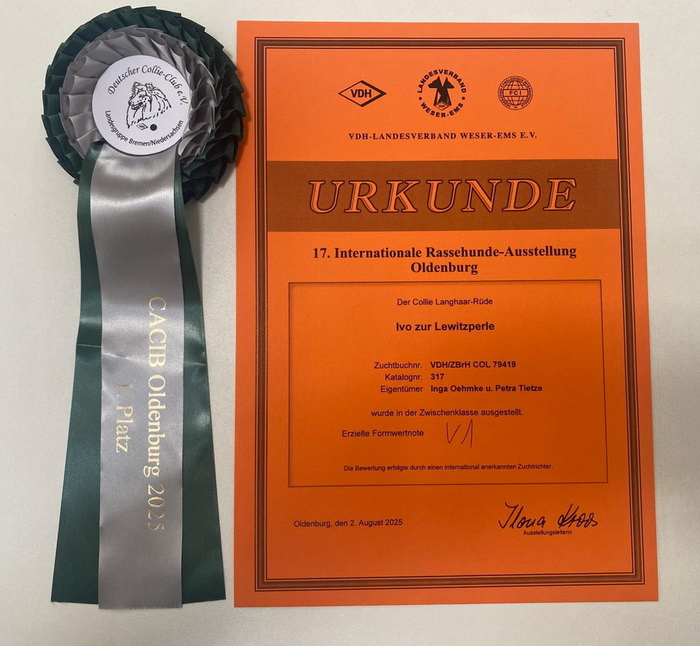 Deutscher Collie-Club e.V.
Landesgruppe Bremen/Niedersachsen
CACIB Oldenburg 2025
1. Platz
VDH
LANDESVERBAND
WESER-EMS
FCI
VDH-LANDESVERBAND WESER-EMS E.V.
URKUNDE
17. Internationale Rassehunde-Ausstellung
Oldenburg
Der Collie Langhaar-Rüde
Ivo zur Lewitzperle
Zuchtbuchnr. VDH/ZBrH COL 79419
Katalognr. 317
Eigentümer Inga Oehmke u. Petra Tietze
wurde in der Zwischenklasse ausgestellt.
Erzielte Formwertnote V1
Die Bewertung erfolgte durch einen international anerkannten Zuchtrichter.
Oldenburg, den 2. August 2025
Ausstellungsleiterin